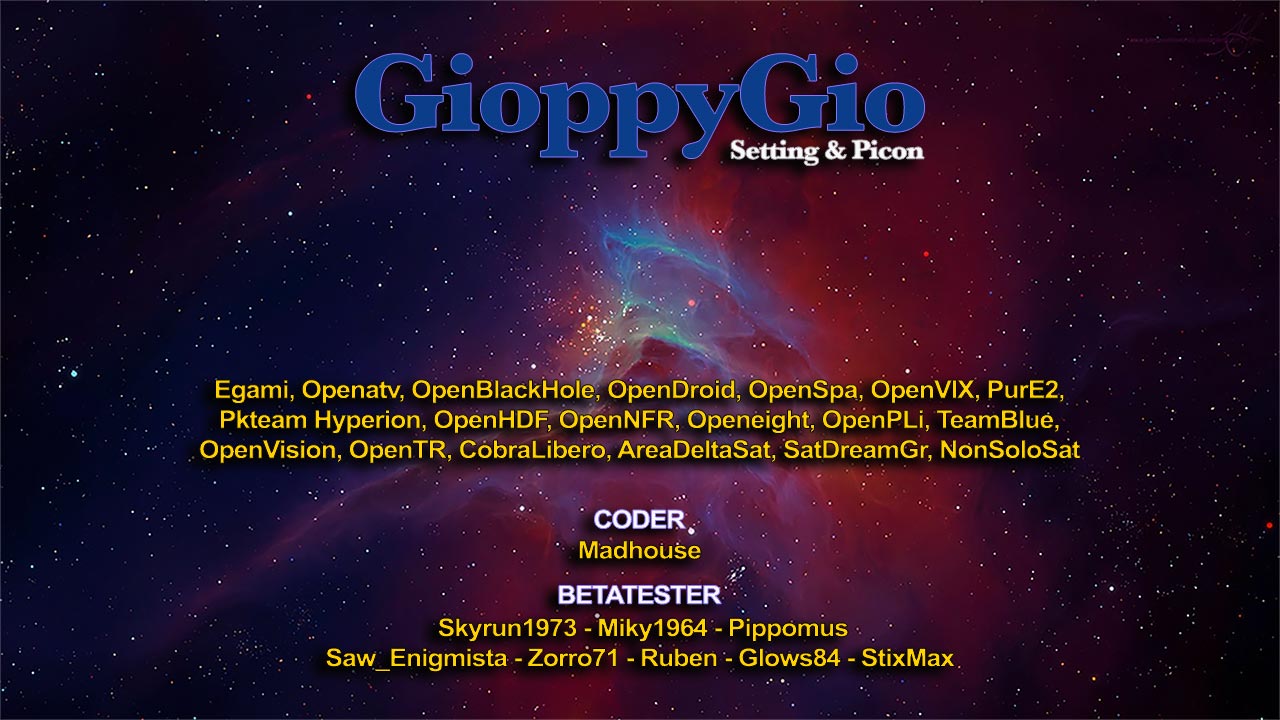 GioppyGio
Setting & Picon
Egami, Openatv, OpenBlackHole, OpenDroid, OpenSpa, OpenVIX, PurE2,
Pkteam Hyperion, OpenHDF, OpenNFR, Openeight, OpenPLi, TeamBlue,
OpenVision, OpenTR, CobraLibero, AreaDeltaSat, SatDreamGr, NonSoloSat
CODER
Madhouse
BETATESTER
Skyrun1973 - Miky1964 - Pippomus
Saw_Enigmista - Zorro71 - Ruben - Glows84 - StixMax